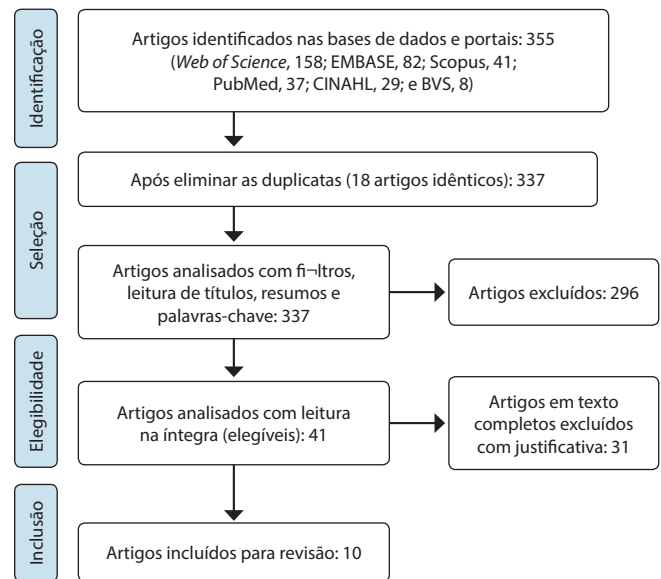 Identificação
Artigos identificados nas bases de dados e portais: 355
(Web of Science, 158; EMBASE, 82; Scopus, 41;
PubMed, 37; CINAHL, 29; e BVS, 8)
Seleção
Após eliminar as duplicatas (18 artigos idênticos): 337
Artigos analisados com fi¬ltros,
leitura de títulos, resumos e
palavras-chave: 337
Artigos excluídos: 296
Elegibilidade
Artigos analisados com leitura
na íntegra (elegíveis): 41
Artigos em texto
completos excluídos
com justificativa: 31
Inclusão
Artigos incluídos para revisão: 10